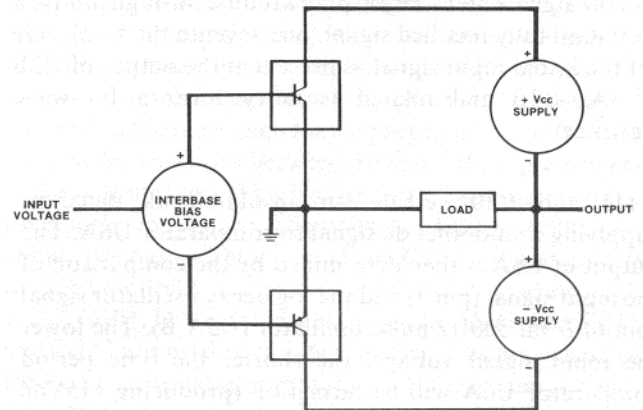 +
+ Vcc
SUPPLY
-
+
INPUT
VOLTAGE
INTERBASE
BIAS
VOLTAGE
-
LOAD
OUTPUT
+
- Vcc
SUPPLY
-